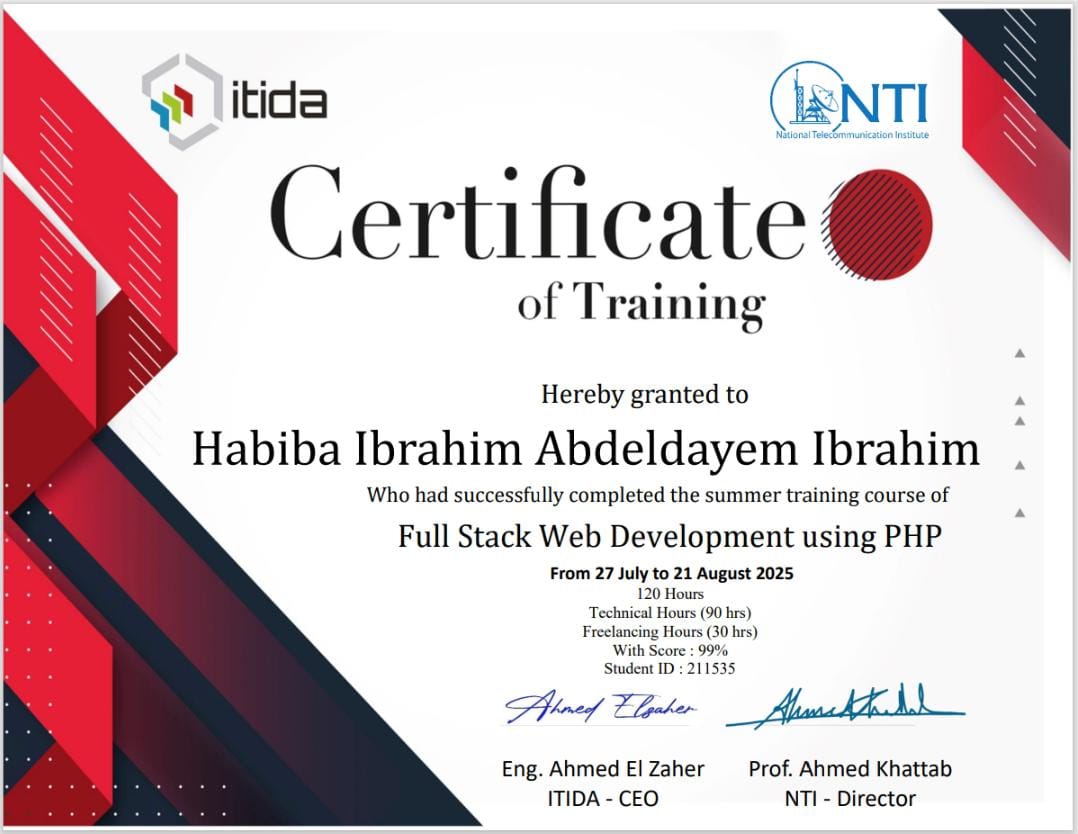 itida
NTI
National Telecommunication Institute
Certificate
of Training
Hereby granted to
Habiba Ibrahim Abdeldayem Ibrahim
Who had successfully completed the summer training course of
Full Stack Web Development using PHP
From 27 July to 21 August 2025
120 Hours
Technical Hours (90 hrs)
Freelancing Hours (30 hrs)
With Score : 99%
Student ID : 211535
Ahmed Elzaher
Eng. Ahmed El Zaher
Prof. Ahmed Khattab
ITIDA - CEO
NTI - Director